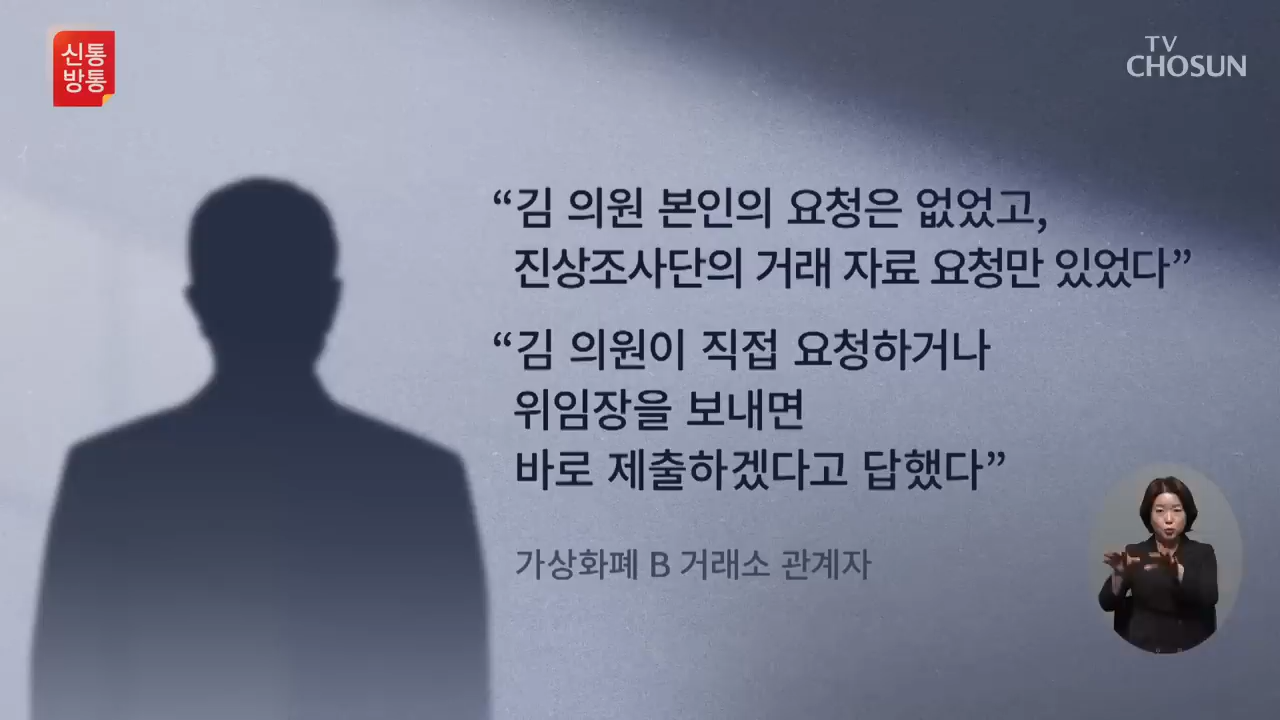 신통
방통
TV
CHOSUN
“김 의원 본인의 요청은 없었고,
진상조사단의 거래 자료 요청만 있었다”
“김 의원이 직접 요청하거나
위임장을 보내면
바로 제출하겠다고 답했다”
가상화폐 B 거래소 관계자